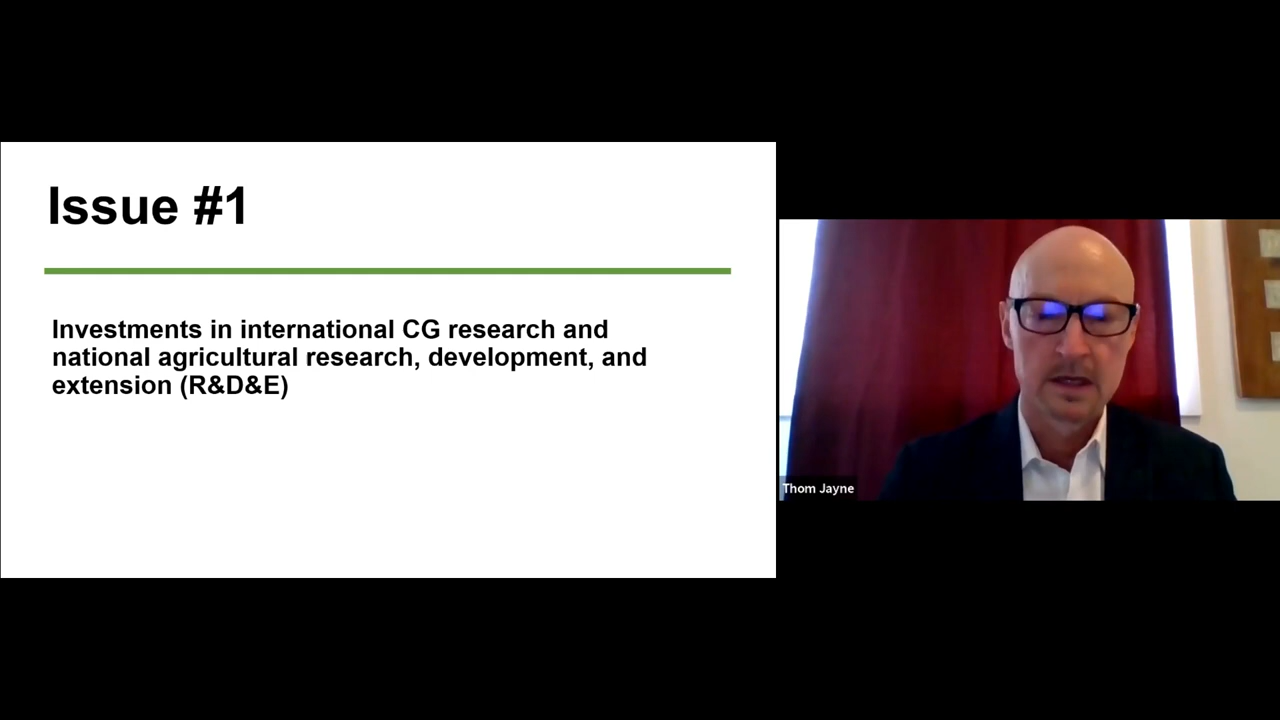 Issue #1
Investments in international CG research and
national agricultural research, development, and
extension (R&D&E)
Thom Jayne